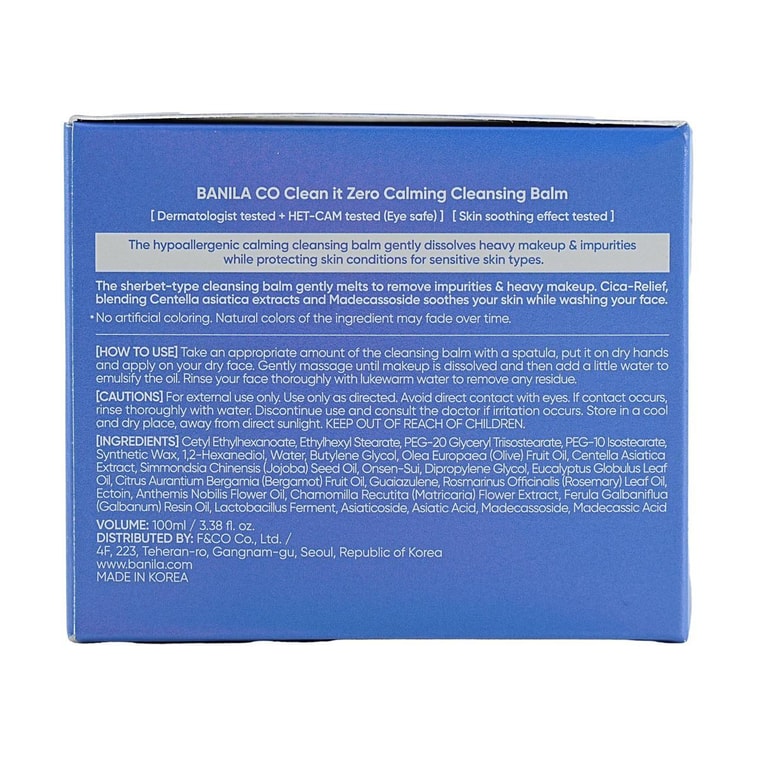 BANILA CO Clean it Zero Calming Cleansing Balm
[ Dermatologist tested + HET-CAM tested (Eye safe) ] [ Skin soothing effect tested ]
The hypoallergenic calming cleansing balm gently dissolves heavy makeup & impurities
while protecting skin conditions for sensitive skin types.
The sherbet-type cleansing balm gently melts to remove impurities & heavy makeup. Cica-Relief,
blending Centella asiatica extracts and Madecassoside soothes your skin while washing your face.
•No artificial coloring. Natural colors of the ingredient may fade over time.
[HOW TO USE] Take an appropriate amount of the cleansing balm with a spatula, put it on dry hands
and apply on your dry face. Gently massage until makeup is dissolved and then add a little water to
emulsify the oil. Rinse your face thoroughly with lukewarm water to remove any residue.
[CAUTIONS] For external use only. Use only as directed. Avoid direct contact with eyes. If contact occurs,
rinse thoroughly with water. Discontinue use and consult the doctor if irritation occurs. Store in a cool
and dry place, away from direct sunlight. KEEP OUT OF REACH OF CHILDREN.
[INGREDIENTS] Cetyl Ethylhexanoate, Ethylhexyl Stearate, PEG-20 Glyceryl Triisostearate, PEG-10 Isostearate,
Synthetic Wax, 1,2-Hexanediol, Water, Butylene Glycol, Olea Europaea (Olive) Fruit Oil, Centella Asiatica
Extract, Simmondsia Chinensis (Jojoba) Seed Oil, Onsen-Sui, Dipropylene Glycol, Eucalyptus Globulus Leaf
Oil, Citrus Aurantium Bergamia (Bergamot) Fruit Oil, Guaiazulene, Rosmarinus Officinalis (Rosemary) Leaf Oil,
Ectoin, Anthemis Nobilis Flower Oil, Chamomilla Recutita (Matricaria) Flower Extract, Ferula Galbaniflua
(Galbanum) Resin Oil, Lactobacillus Ferment, Asiaticoside, Asiatic Acid, Madecassoside, Madecassic Acid
VOLUME: 100ml / 3.38 fl. oz.
DISTRIBUTED BY: F&CO Co., Ltd. /
4F, 223, Teheran-ro, Gangnam-gu, Seoul, Republic of Korea
www.banila.com
MADE IN KOREA